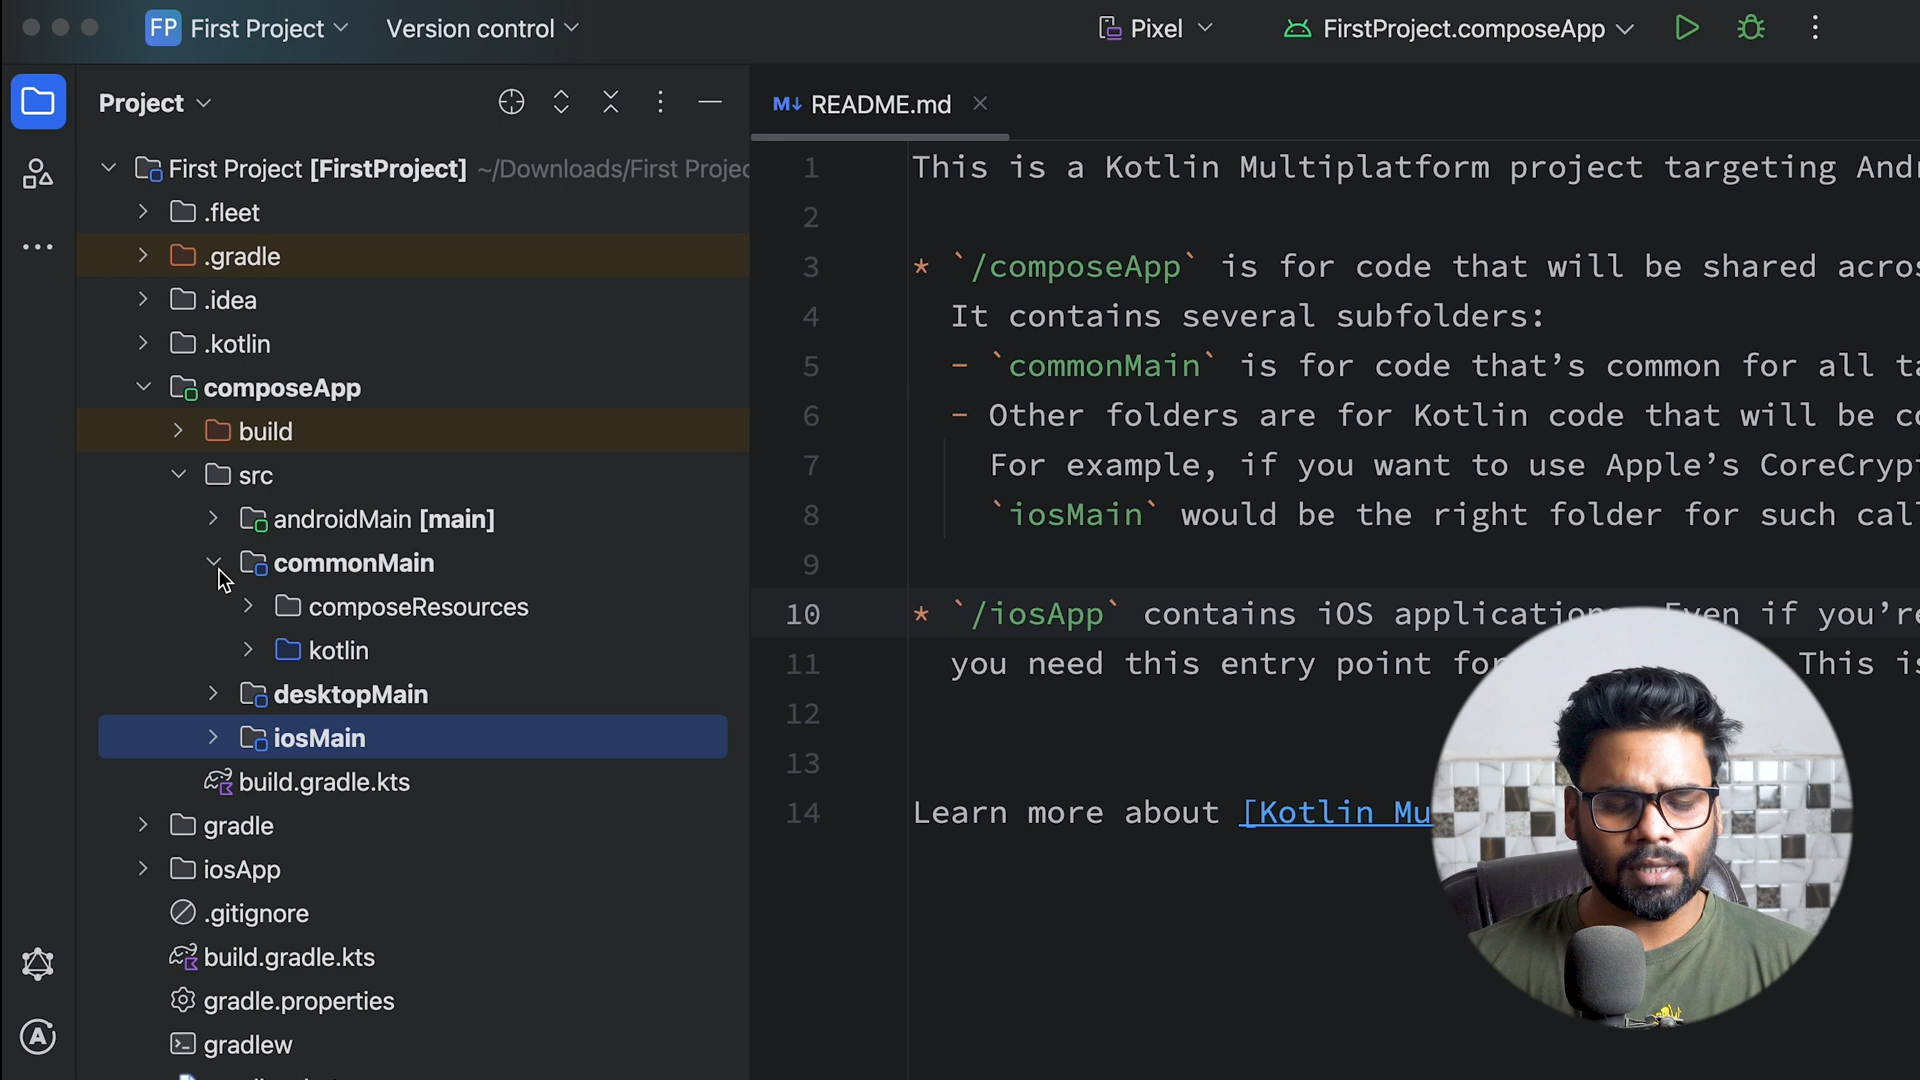 FP First Project
Version control
Pixel
FirstProject.composeApp
Project
First Project [FirstProject] ~/Downloads/First Projec
.fleet
.gradle
.idea
.kotlin
composeApp
build
src
androidMain [main]
commonMain
composeResources
kotlin
desktopMain
iosMain
build.gradle.kts
gradle
iosApp
.gitignore
build.gradle.kts
gradle.properties
gradlew
M↓ README.md
1 This is a Kotlin Multiplatform project targeting And
2
3 * `/composeApp` is for code that will be shared acros
4 It contains several subfolders:
5 - `commonMain` is for code that’s common for all ta
6 - Other folders are for Kotlin code that will be co
7 For example, if you want to use Apple’s CoreCryp
8 `iosMain` would be the right folder for such cal
9
10 * `/iosApp` contains iOS applications. Even if you’re
11 you need this entry point for This is
12
13
14 Learn more about [Kotlin Mu